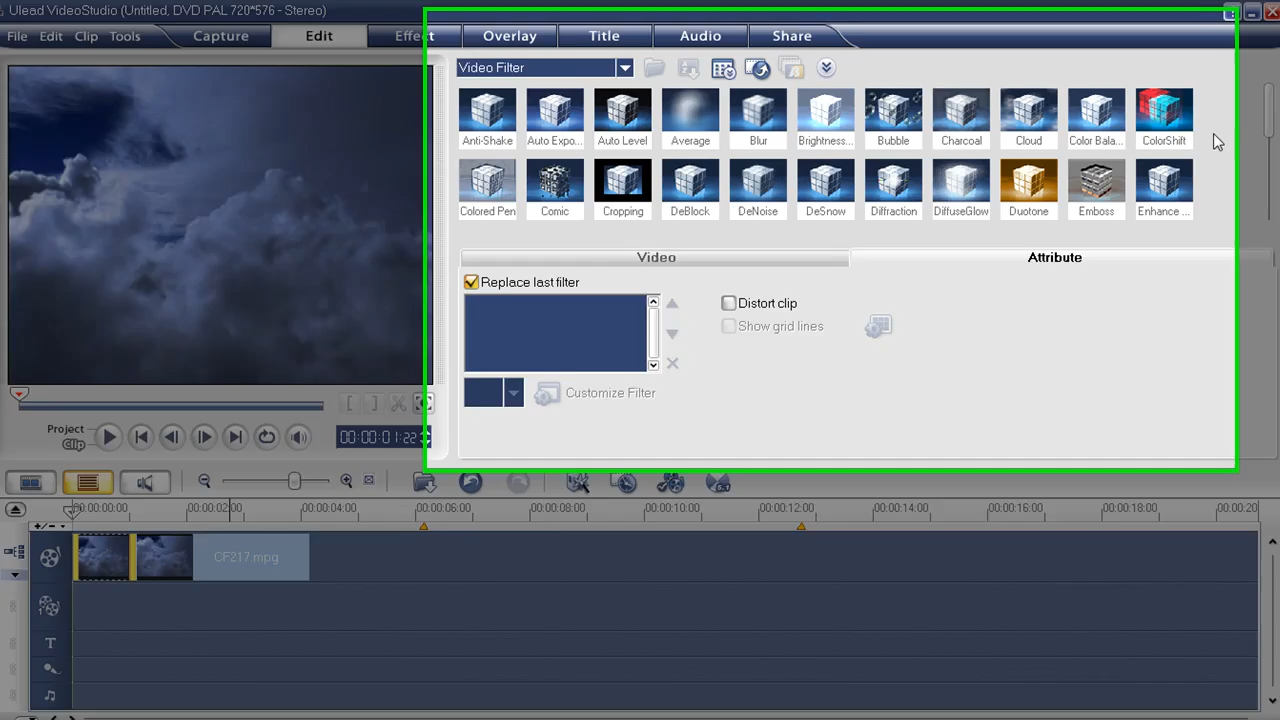 Ulead VideoStudio (Untitled, DVD PAL 720*576 - Stereo)
File Edit Clip Tools Capture Edit Effect Overlay Title Audio Share
Video Filter
Anti-Shake Auto Expo... Auto Level Average Blur Brightness... Bubble Charcoal Cloud Color Bala... ColorShift
Colored Pen Comic Cropping DeBlock DeNoise DeSnow Diffraction DiffuseGlow Duotone Emboss Enhance ...
Video Attribute
Replace last filter
Distort clip
Show grid lines
Customize Filter
Project
Clip
00:00:01:22
00:00:00:00 00:00:02:00 00:00:04:00 00:00:06:00 00:00:08:00 00:00:10:00 00:00:12:00 00:00:14:00 00:00:16:00 00:00:18:00 00:00:20
CF217.mpg
T